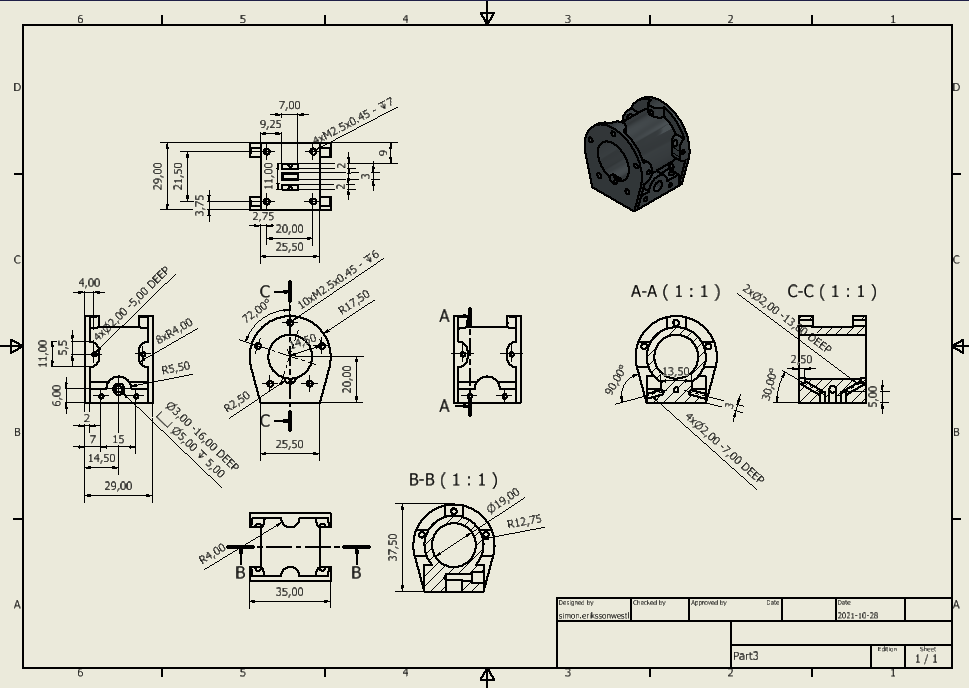 6 5 4 3 2 1
D D
7,00
4xM2.5x0.45 - ↧7
9,25
9
29,00
21,50
11,00
2
3
2
3,75
2,75
20,00
25,50
C C
4,00
4xØ2,00 -5,00 DEEP
8xR4,00
11,00
5,5
R5,50
6,00
2
7
15
14,50
29,00
Ø3,00 -16,00 DEEP
⌴ Ø5,00 ↧ 5,00
C
10xM2.5x0.45 - ↧6
72,00°
R17,50
14,50
20,00
R2,50
C
25,50
A
A
A-A ( 1 : 1 )
13,50
90,00°
3
4xØ2,00 -7,00 DEEP
C-C ( 1 : 1 )
2xØ2,00 -13,00 DEEP
2,50
30,00°
5,00
B B
R4,00
B B
35,00
B-B ( 1 : 1 )
Ø19,00
R12,75
37,50
A A
Designed by Checked by Approved by Date Date
simon.erikssonwestl 2021-10-28
Part3
Edition Sheet
1 / 1
6 5 4 3 2 1